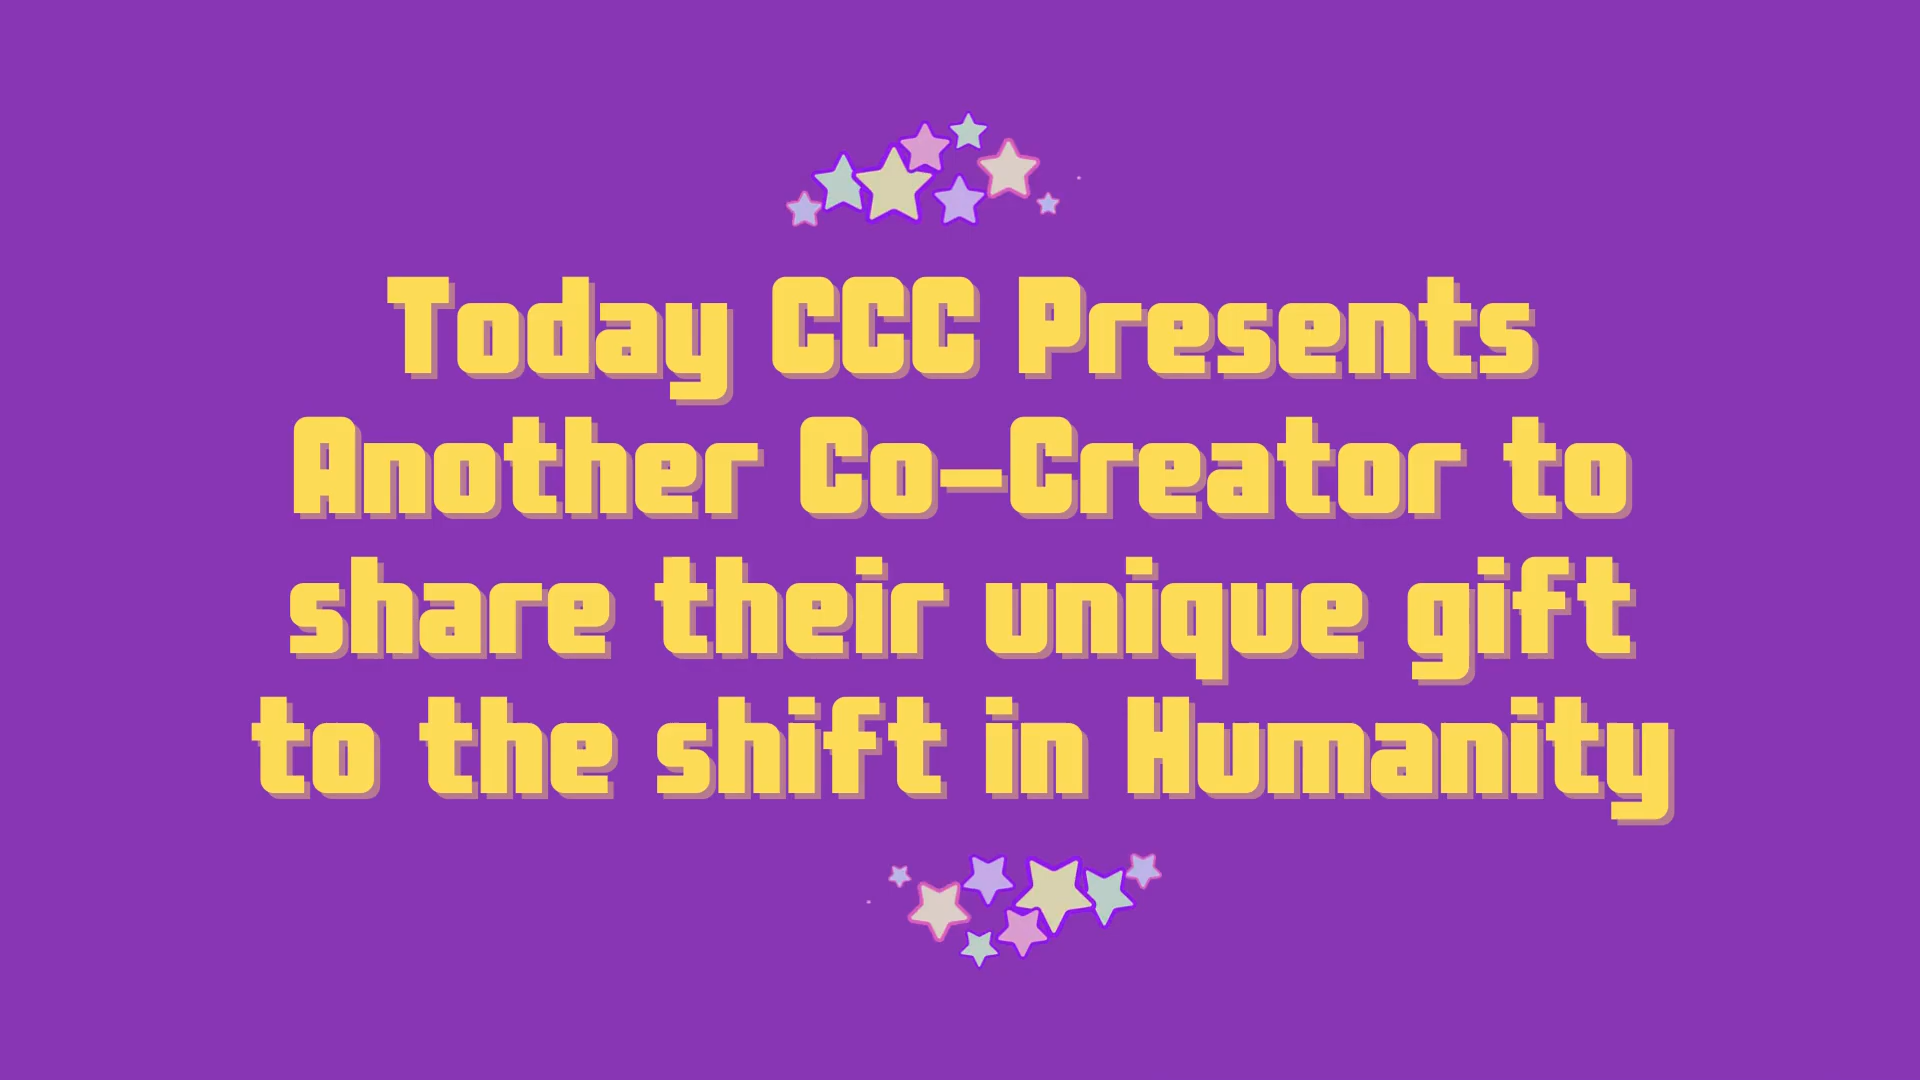 Today CCC Presents
Another Co-Creator to
share their unique gift
to the shift in Humanity